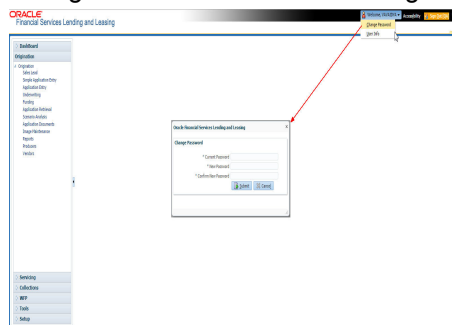 ORACLE
Financial Services Lending and Leasing
Welcome,
Accessibility
Sign Out
Change Password
User Info
Dashboard
Origination
Origination
Sales Lead
Simple Application Entry
Application Entry
Underwriting
Funding
Application Retrieval
Scenario Analysis
Application Documents
Image Maintenance
Reports
Producers
Vendors
Servicing
Collections
WFP
Tools
Setup
Oracle Financial Services Lending and Leasing
Change Password
* Current Password
* New Password
* Confirm New Password
Submit Cancel